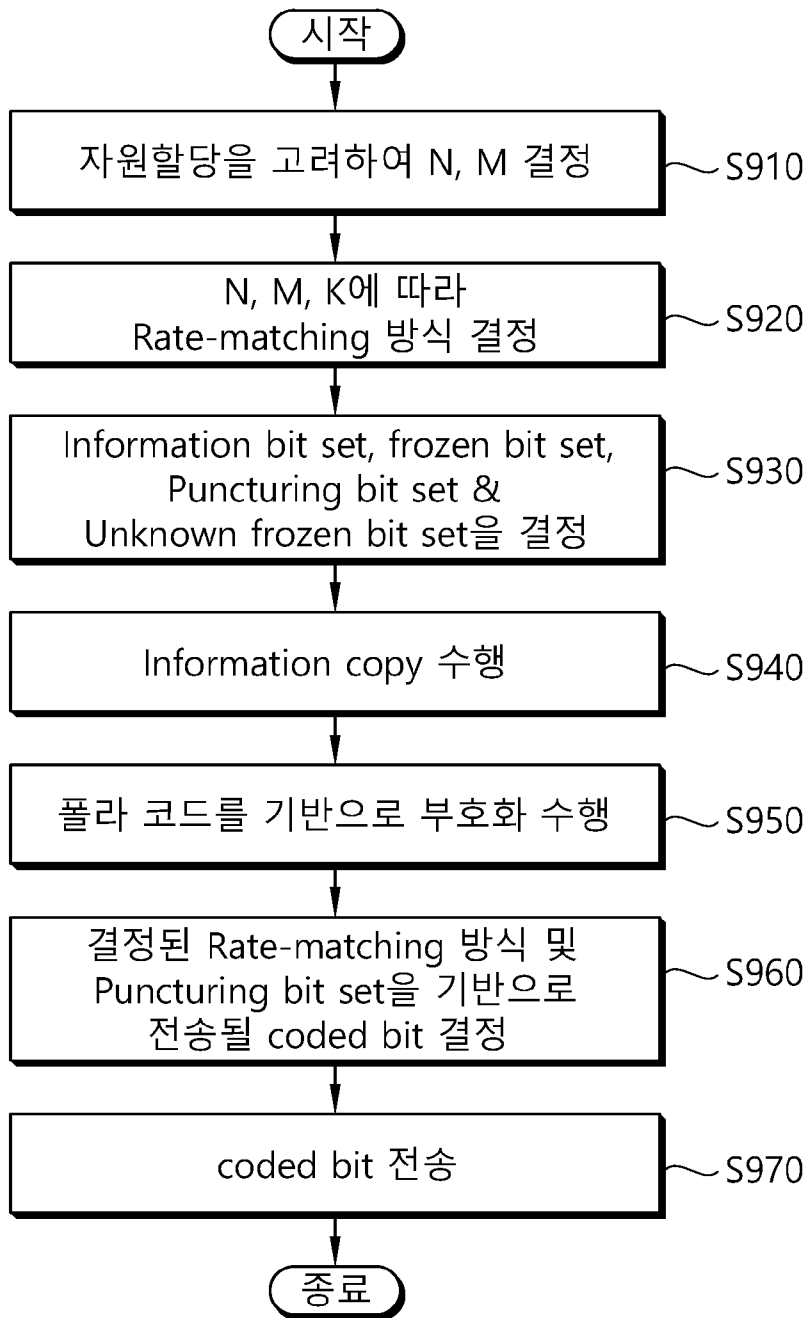 시작
자원할당을 고려하여 N, M 결정
S910
N, M, K에 따라
Rate-matching 방식 결정
S920
Information bit set, frozen bit set,
Puncturing bit set &
Unknown frozen bit set을 결정
S930
Information copy 수행
S940
폴라 코드를 기반으로 부호화 수행
S950
결정된 Rate-matching 방식 및
Puncturing bit set을 기반으로
전송될 coded bit 결정
S960
coded bit 전송
S970
종료